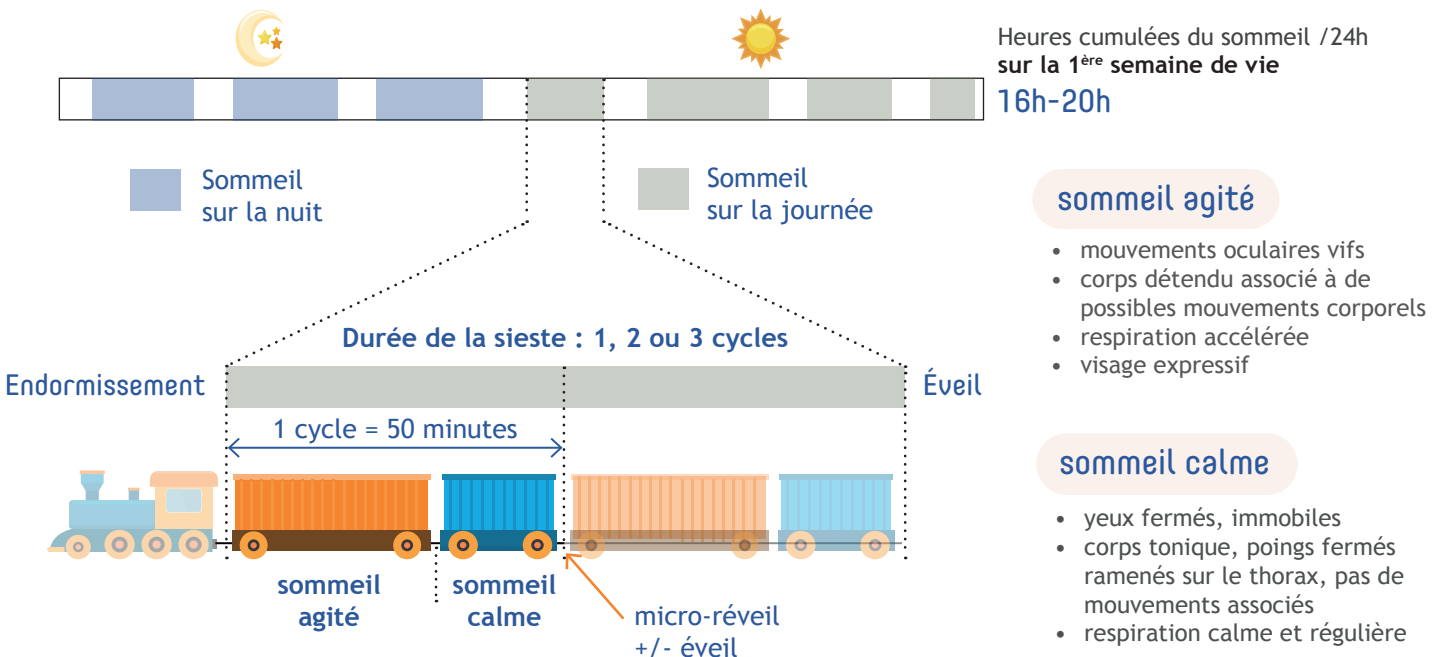 Heures cumulées du sommeil /24h
sur la 1ère semaine de vie
16h-20h
Sommeil
sur la nuit
Sommeil
sur la journée
sommeil agité
• mouvements oculaires vifs
• corps détendu associé à de
possibles mouvements corporels
• respiration accélérée
• visage expressif
Durée de la sieste : 1, 2 ou 3 cycles
Endormissement
Éveil
1 cycle = 50 minutes
sommeil
agité
sommeil
calme
micro-réveil
+/- éveil
sommeil calme
• yeux fermés, immobiles
• corps tonique, poings fermés
ramenés sur le thorax, pas de
mouvements associés
• respiration calme et régulière